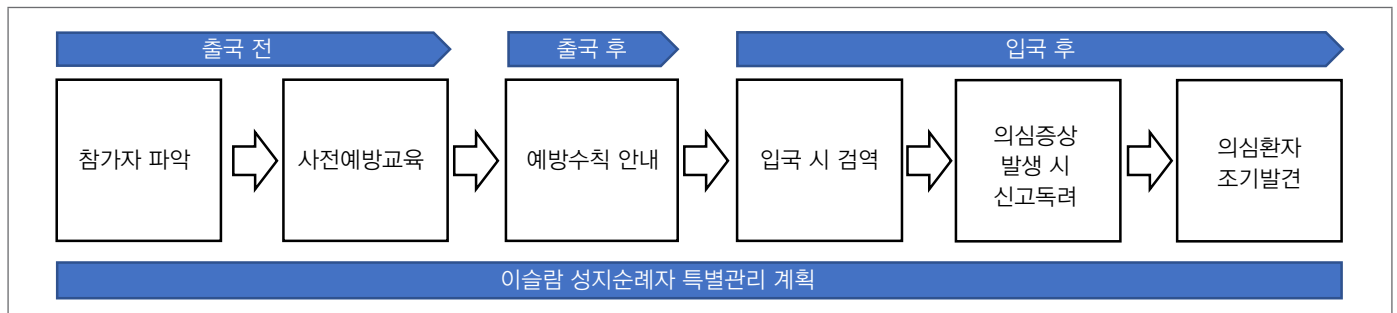 출국 전
출국 후
입국 후
참가자 파악
사전예방교육
예방수칙 안내
입국 시 검역
의심증상
발생 시
신고독려
의심환자
조기발견
이슬람 성지순례자 특별관리 계획